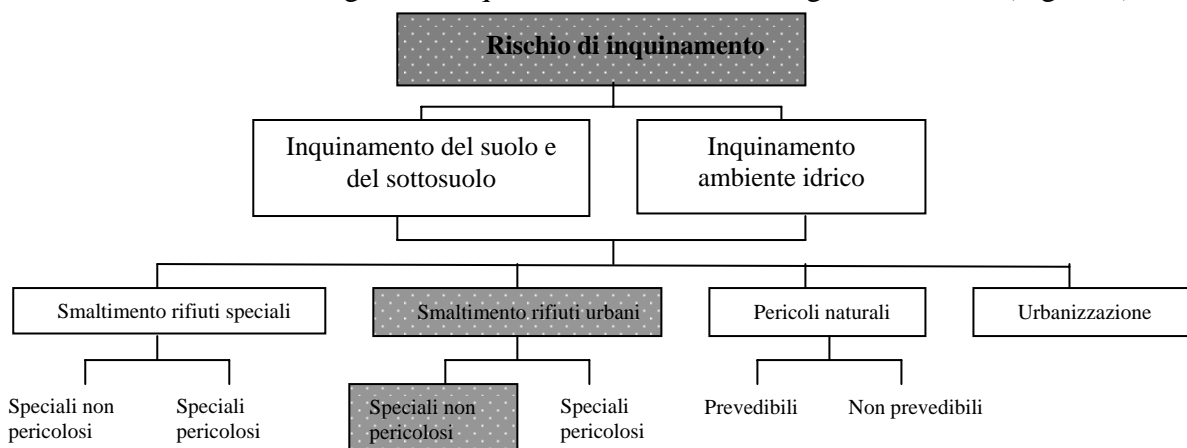 Rischio di inquinamento
Inquinamento del suolo e
del sottosuolo
Inquinamento
ambiente idrico
Smaltimento rifiuti speciali
Smaltimento rifiuti urbani
Pericoli naturali
Urbanizzazione
Speciali non
pericolosi
Speciali
pericolosi
Speciali non
pericolosi
Speciali
pericolosi
Prevedibili
Non prevedibili